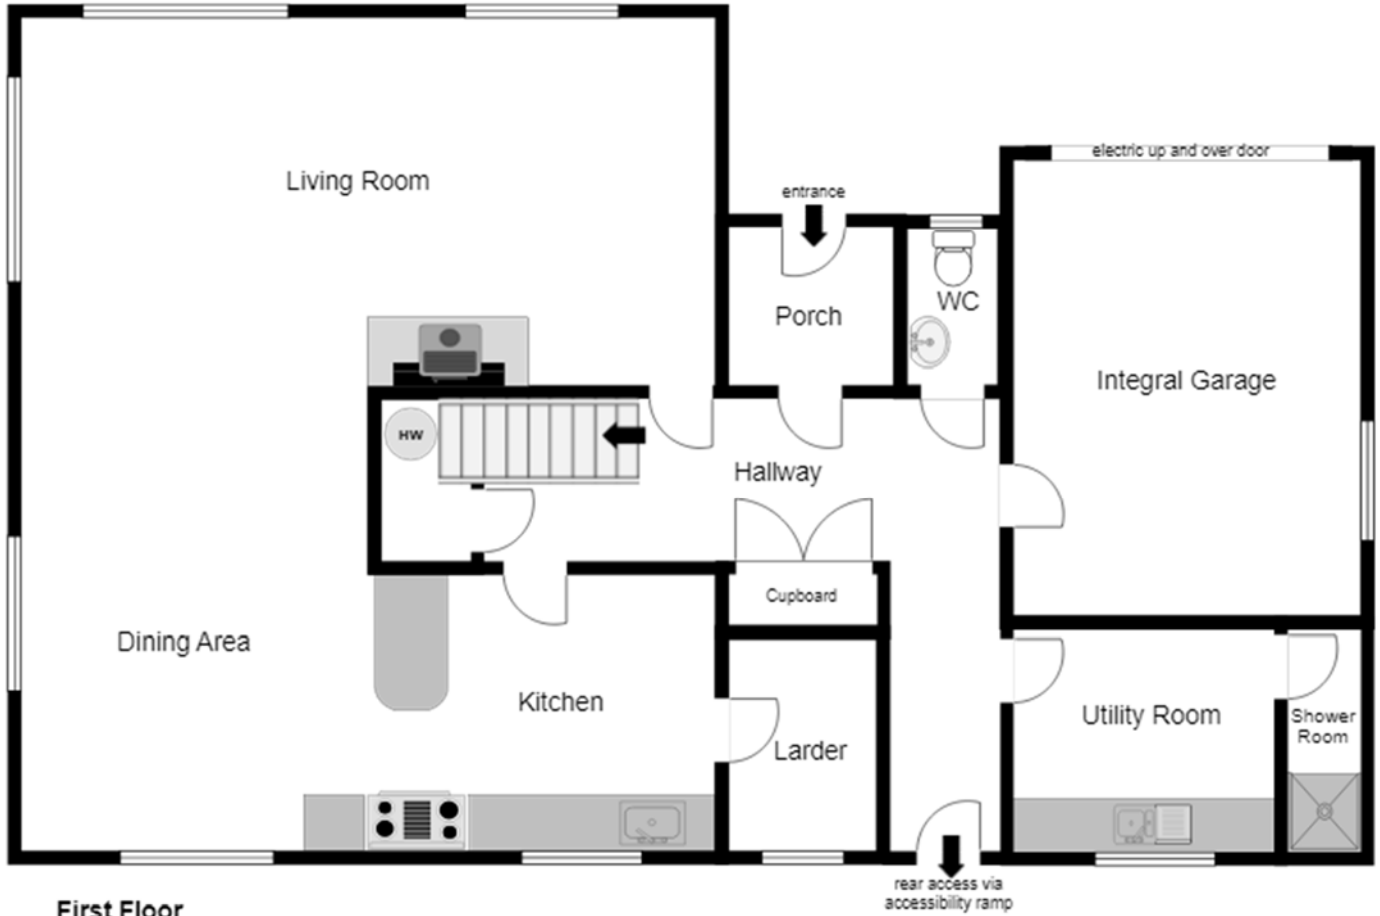 electric up and over door
Living Room
entrance
WC
Porch
Integral Garage
HW
Hallway
Cupboard
Dining Area
Kitchen
Utility Room
Shower
Room
Larder
rear access via
accessibility ramp
First Floor